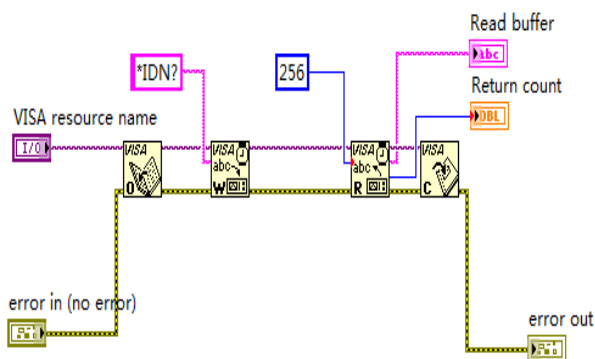 Read buffer
*IDN?
256
abc
Return count
DBL
VISA resource name
I/O
VISA
O
VISA
abc
W
VISA
abc
R
VISA
C
error in (no error)
error out